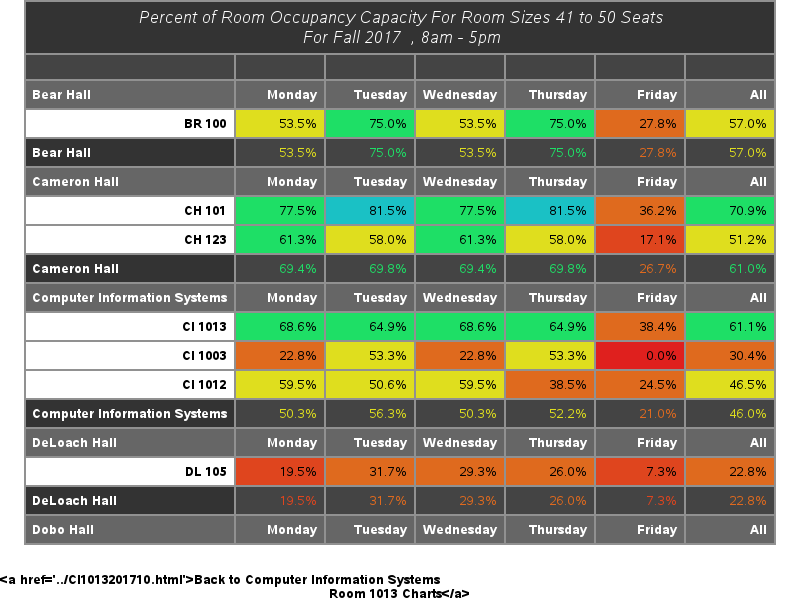 Percent of Room Occupancy Capacity For Room Sizes 41 to 50 Seats
For Fall 2017 , 8am - 5pm
Bear Hall Monday Tuesday Wednesday Thursday Friday All
BR 100 53.5% 75.0% 53.5% 75.0% 27.8% 57.0%
Bear Hall 53.5% 75.0% 53.5% 75.0% 27.8% 57.0%
Cameron Hall Monday Tuesday Wednesday Thursday Friday All
CH 101 77.5% 81.5% 77.5% 81.5% 36.2% 70.9%
CH 123 61.3% 58.0% 61.3% 58.0% 17.1% 51.2%
Cameron Hall 69.4% 69.8% 69.4% 69.8% 26.7% 61.0%
Computer Information Systems Monday Tuesday Wednesday Thursday Friday All
CI 1013 68.6% 64.9% 68.6% 64.9% 38.4% 61.1%
CI 1003 22.8% 53.3% 22.8% 53.3% 0.0% 30.4%
CI 1012 59.5% 50.6% 59.5% 38.5% 24.5% 46.5%
Computer Information Systems 50.3% 56.3% 50.3% 52.2% 21.0% 46.0%
DeLoach Hall Monday Tuesday Wednesday Thursday Friday All
DL 105 19.5% 31.7% 29.3% 26.0% 7.3% 22.8%
DeLoach Hall 19.5% 31.7% 29.3% 26.0% 7.3% 22.8%
Dobo Hall Monday Tuesday Wednesday Thursday Friday All
<a href='../CI1013201710.html'>Back to Computer Information Systems
Room 1013 Charts</a>